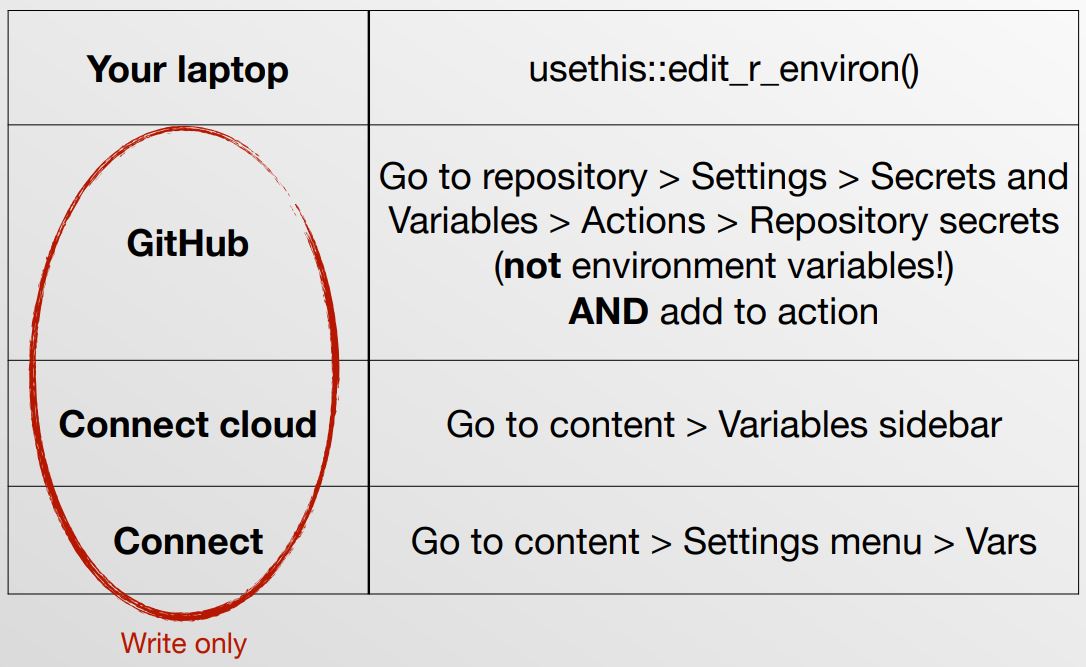 Your laptop
usethis::edit_r_environ()
GitHub
Go to repository > Settings > Secrets and
Variables > Actions > Repository secrets
(not environment variables!)
AND add to action
Connect cloud
Go to content > Variables sidebar
Connect
Go to content > Settings menu > Vars
Write only